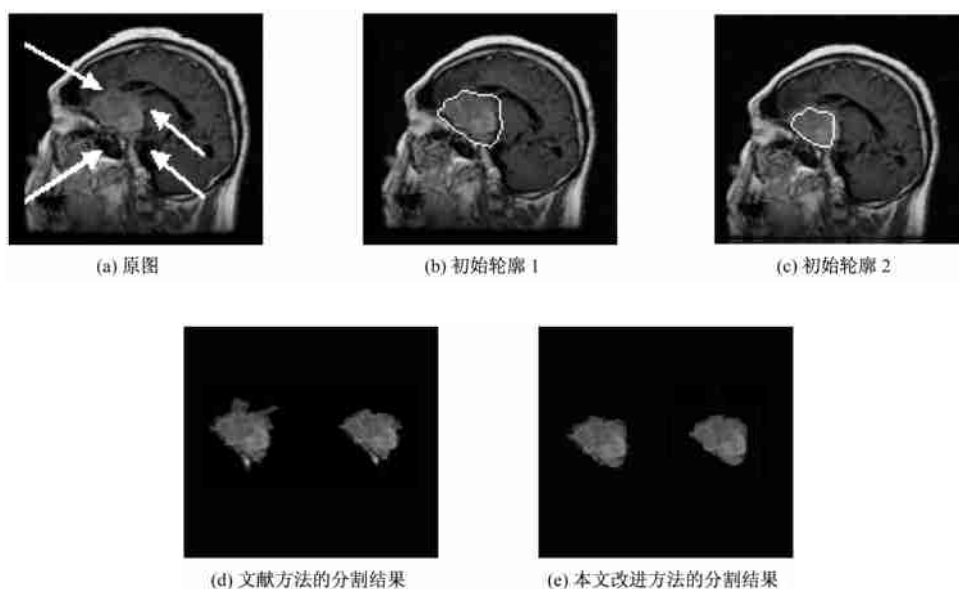 (a) 原图
(b) 初始轮廓 1
(c) 初始轮廓 2
(d) 文献方法的分割结果
(e) 本文改进方法的分割结果